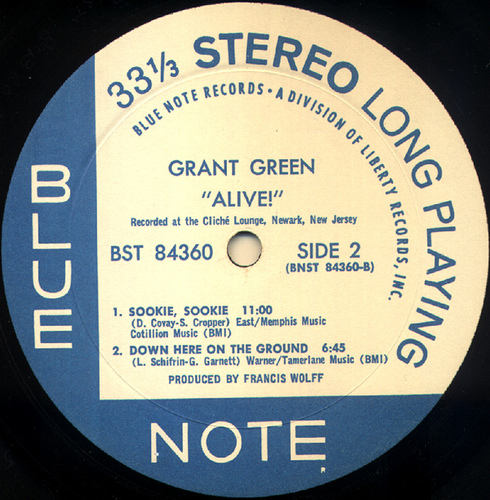 33⅓ STEREO LONG PLAYING
BLUE NOTE RECORDS • A DIVISION OF LIBERTY RECORDS, INC.
GRANT GREEN
"ALIVE!"
Recorded at the Cliché Lounge, Newark, New Jersey
BST 84360
SIDE 2
(BNST 84360-B)
1. SOOKIE, SOOKIE 11:00
(D. Covay-S. Cropper) East/Memphis Music
Cotillion Music (BMI)
2. DOWN HERE ON THE GROUND 6:45
(L. Schifrin-G. Garnett) Warner/Tamerlane Music (BMI)
PRODUCED BY FRANCIS WOLFF
BLUE
NOTE
R